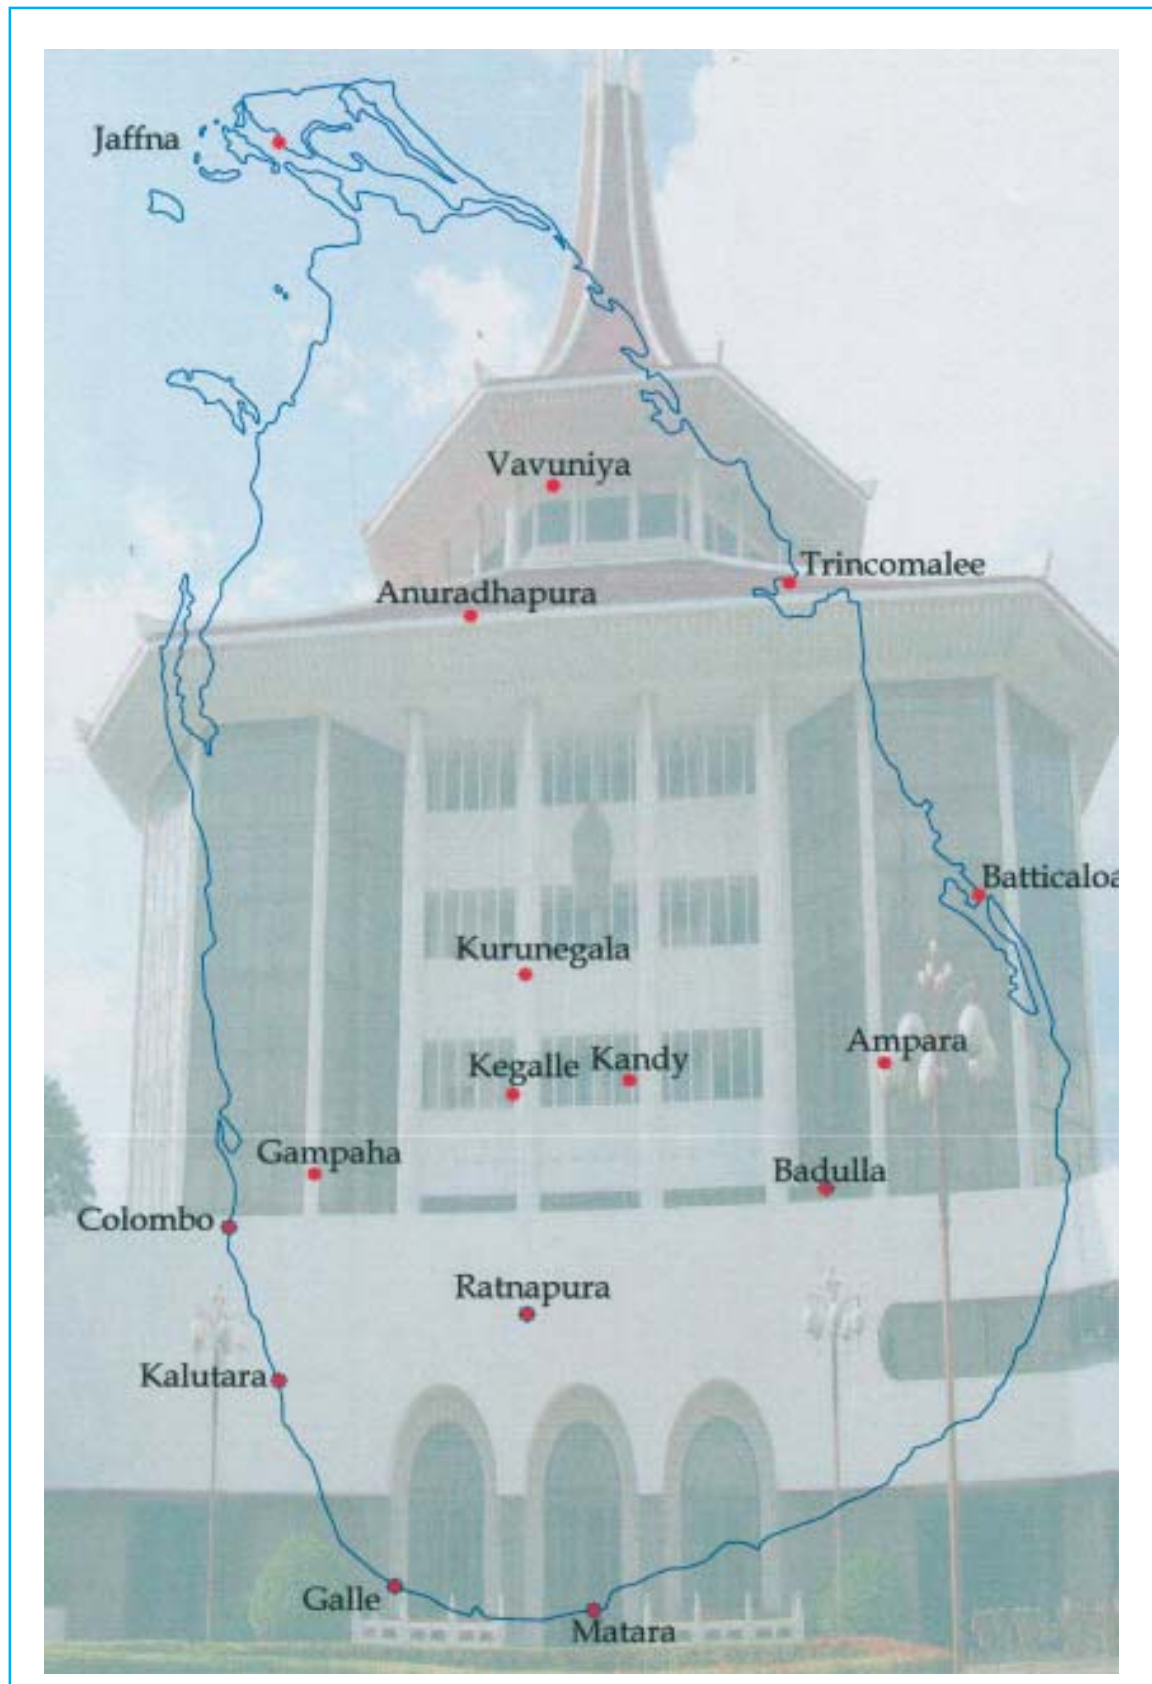 Jaffna
Vavuniya
Trincomalee
Anuradhapura
Batticaloa
Kurunegala
Ampara
Kegalle
Kandy
Gampaha
Badulla
Colombo
Ratnapura
Kalutara
Galle
Matara